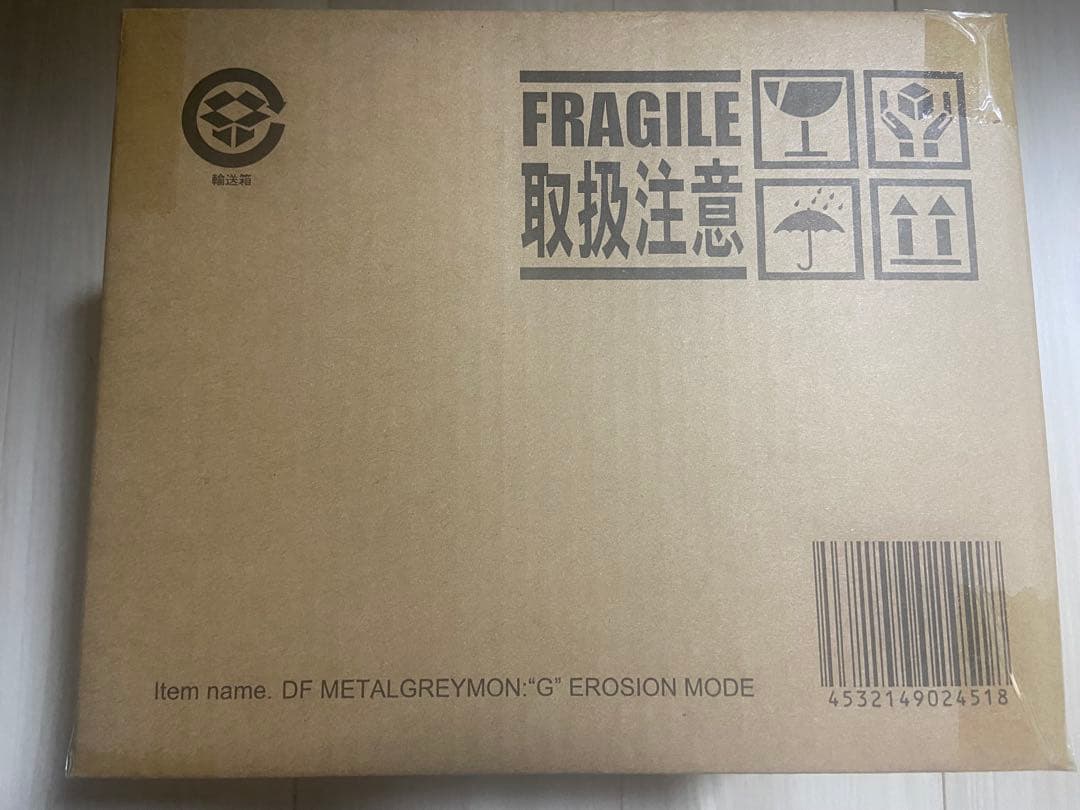 輸送箱
FRAGILE
取扱注意
Item name. DF METALGREYMON:“G” EROSION MODE
4532149024518